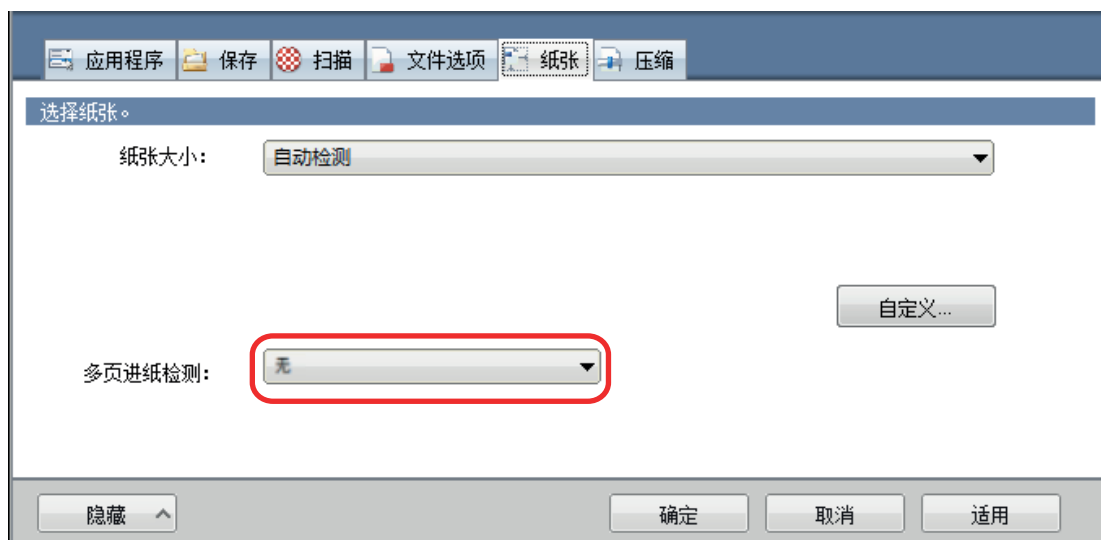 应用程序 保存 扫描 文件选项 纸张 压缩
选择纸张。
纸张大小： 自动检测
自定义...
多页进纸检测： 无
隐藏 确定 取消 适用